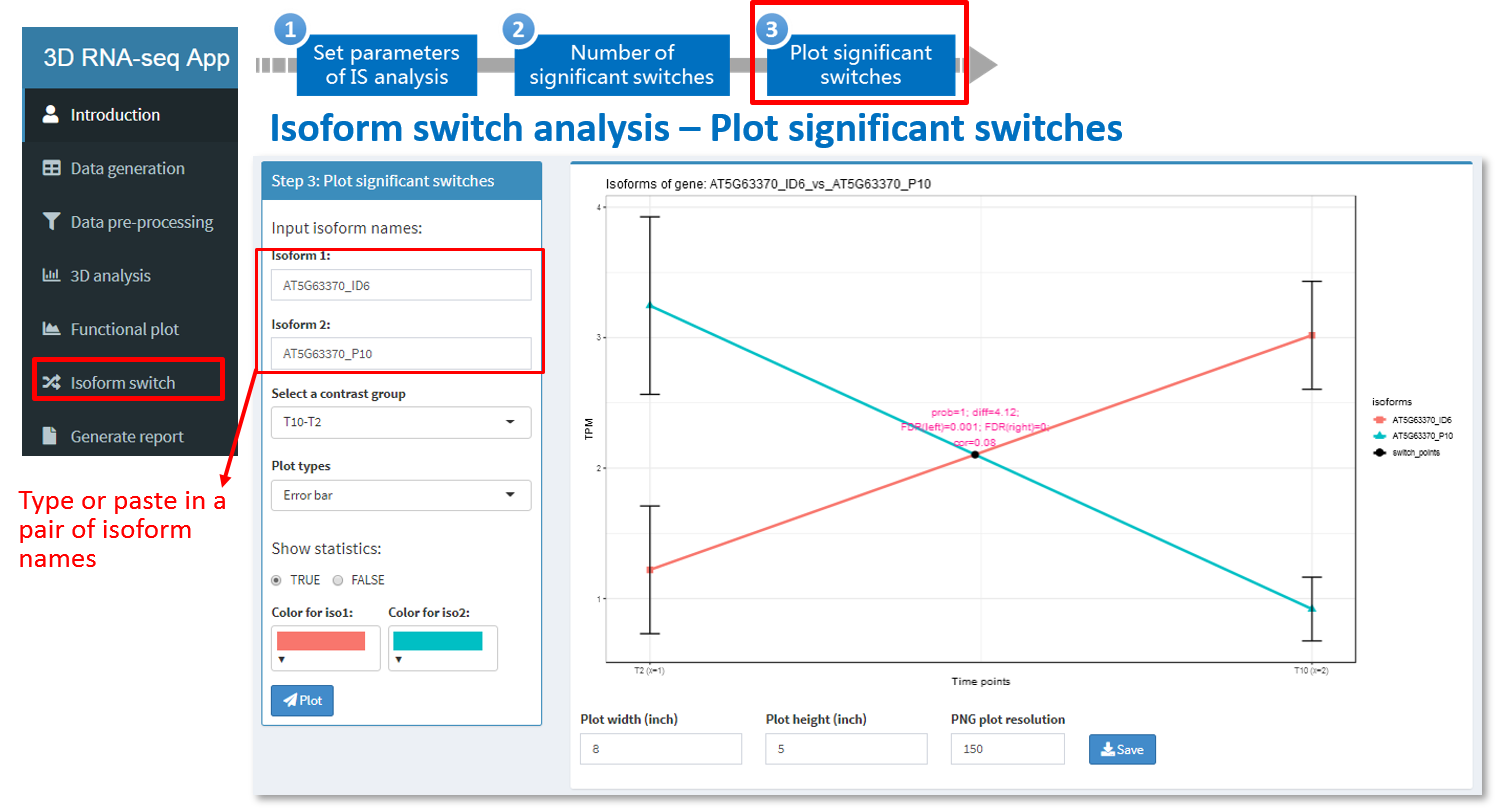 3D RNA-seq App
Introduction
Data generation
Data pre-processing
3D analysis
Functional plot
Isoform switch
Generate report
Type or paste in a
pair of isoform
names
1
Set parameters
of IS analysis
2
Number of
significant switches
3
Plot significant
switches
Isoform switch analysis – Plot significant switches
Step 3: Plot significant switches
Input isoform names:
Isoform 1:
AT5G63370_ID6
Isoform 2:
AT5G63370_P10
Select a contrast group
T10-T2
Plot types
Error bar
Show statistics:
TRUE FALSE
Color for iso1: Color for iso2:
Plot
Isoforms of gene: AT5G63370_ID6_vs_AT5G63370_P10
4
3
2
1
TPM
prob=1; diff=4.12;
FDR(left)=0.001; FDR(right)=0;
cor=0.08
T2 (x=1) T10 (x=2)
Time points
isoforms
AT5G63370_ID6
AT5G63370_P10
switch_points
Plot width (inch) Plot height (inch) PNG plot resolution
8 5 150 Save